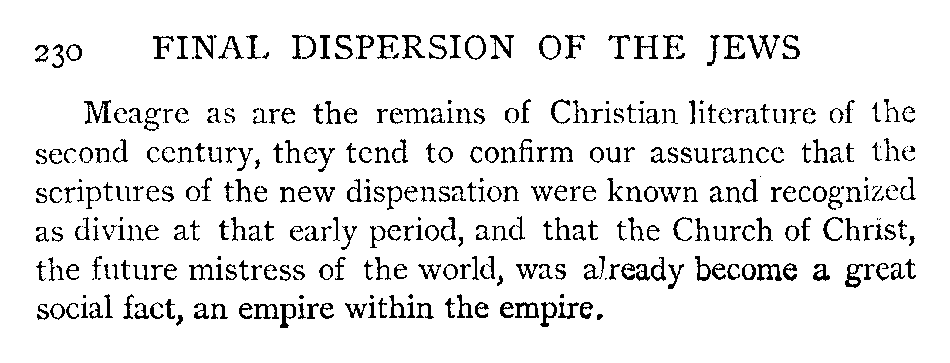 230 FINAL DISPERSION OF THE JEWS
Meagre as are the remains of Christian literature of the
second century, they tend to confirm our assurance that the
scriptures of the new dispensation were known and recognized
as divine at that early period, and that the Church of Christ,
the future mistress of the world, was already become a great
social fact, an empire within the empire.